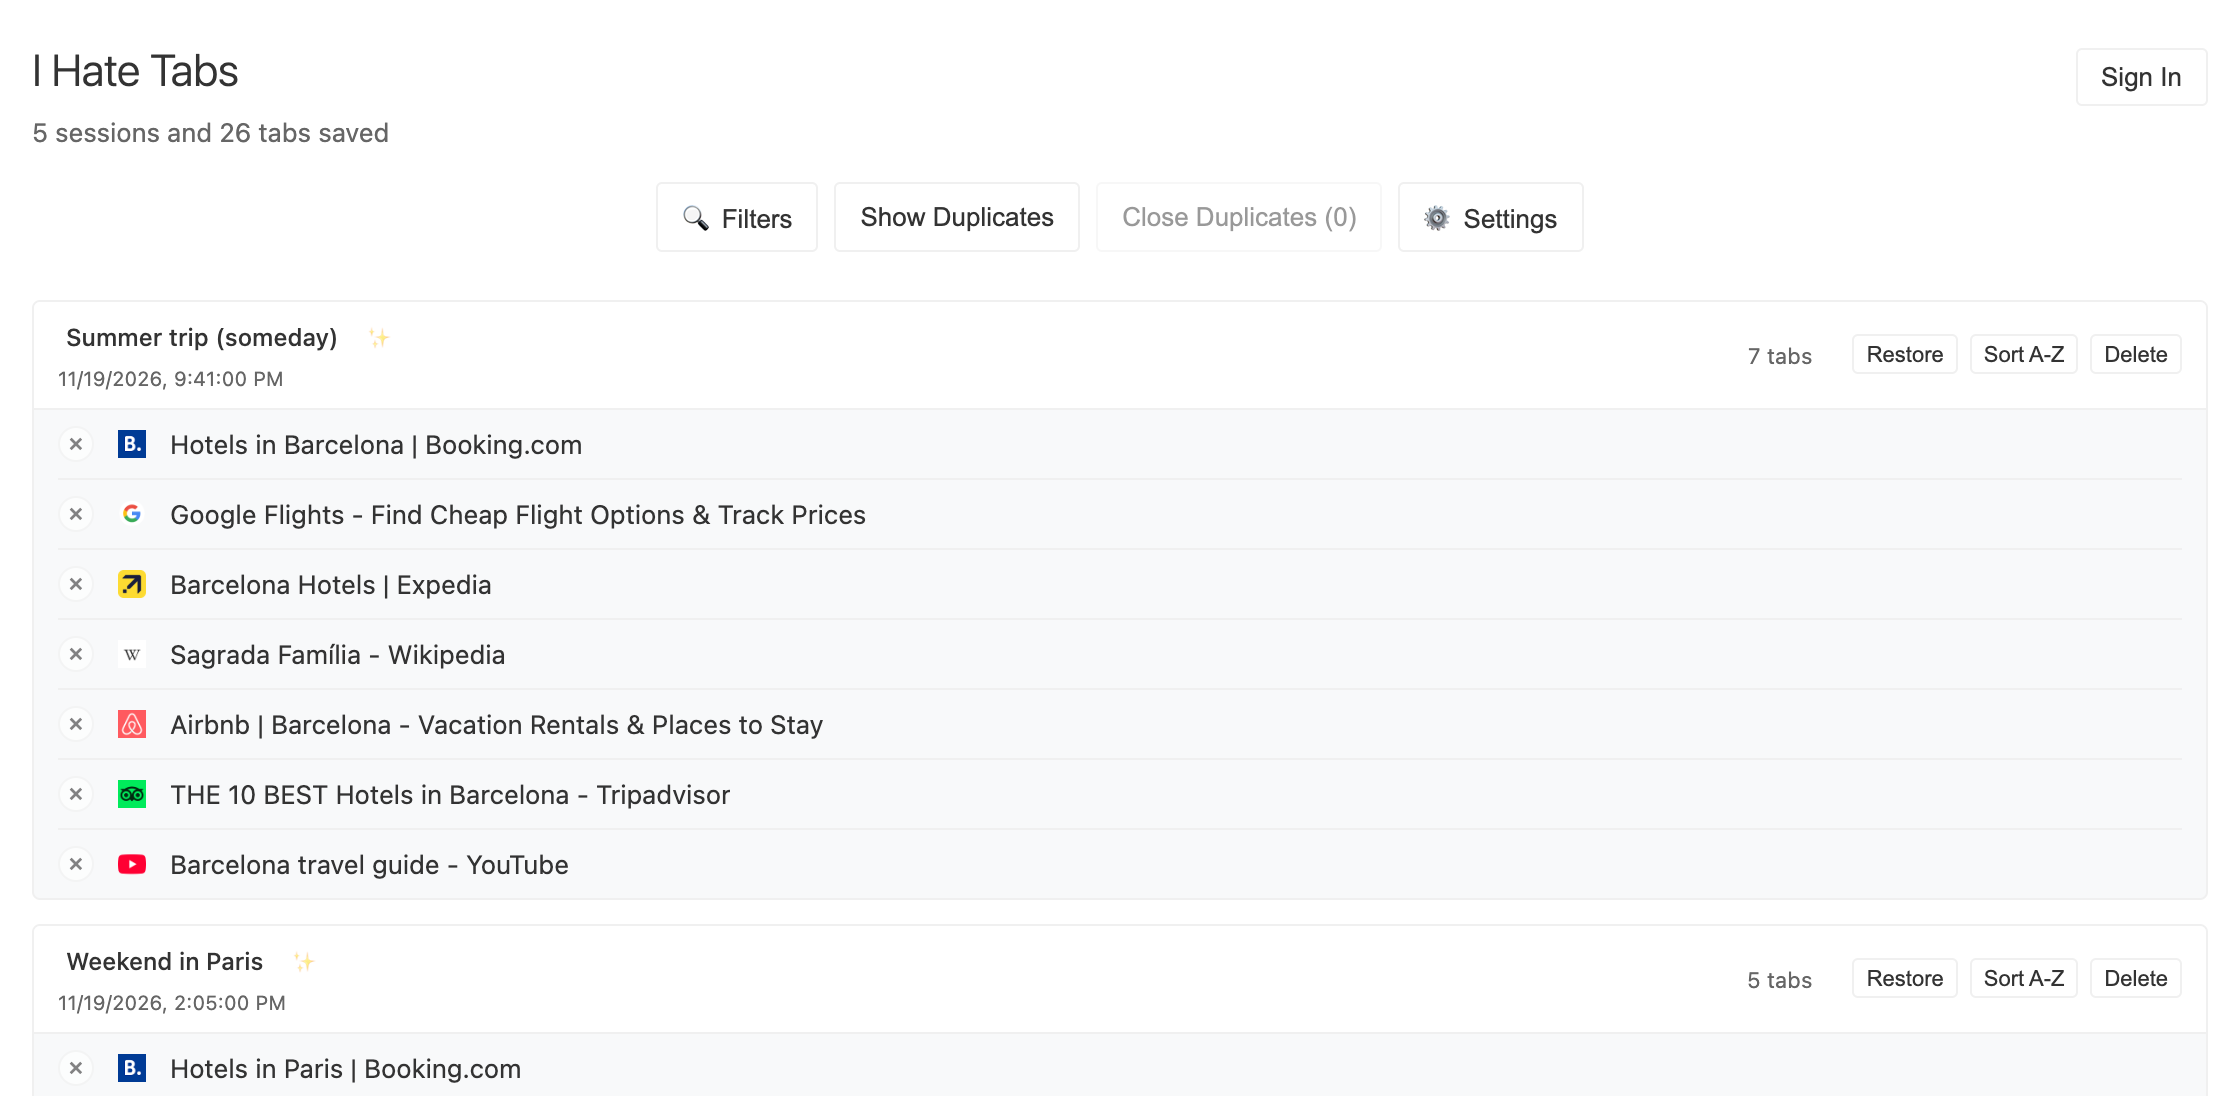 I Hate Tabs
Sign In
5 sessions and 26 tabs saved
Filters
Show Duplicates
Close Duplicates (0)
Settings
Summer trip (someday)
11/19/2026, 9:41:00 PM
7 tabs
Restore
Sort A-Z
Delete
B. Hotels in Barcelona | Booking.com
G Google Flights - Find Cheap Flight Options & Track Prices
Barcelona Hotels | Expedia
W Sagrada Família - Wikipedia
Airbnb | Barcelona - Vacation Rentals & Places to Stay
THE 10 BEST Hotels in Barcelona - Tripadvisor
Barcelona travel guide - YouTube
Weekend in Paris
11/19/2026, 2:05:00 PM
5 tabs
Restore
Sort A-Z
Delete
B. Hotels in Paris | Booking.com